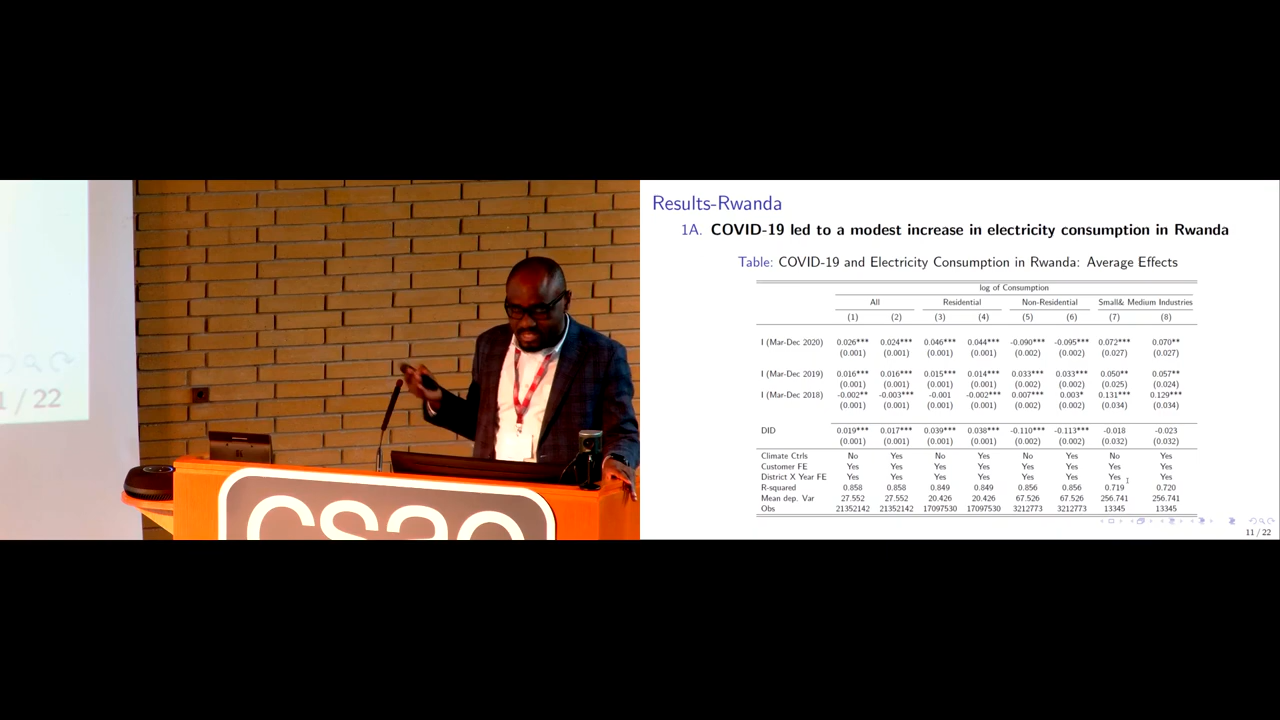 1 / 22
csae
Results-Rwanda
1A. COVID-19 led to a modest increase in electricity consumption in Rwanda
Table: COVID-19 and Electricity Consumption in Rwanda: Average Effects
log of Consumption
All Residential Non-Residential Small& Medium Industries
(1) (2) (3) (4) (5) (6) (7) (8)
I (Mar-Dec 2020) 0.026*** 0.024*** 0.046*** 0.044*** -0.090*** -0.095*** 0.072*** 0.070**
(0.001) (0.001) (0.001) (0.001) (0.002) (0.002) (0.027) (0.027)
I (Mar-Dec 2019) 0.016*** 0.016*** 0.015*** 0.014*** 0.033*** 0.033*** 0.050** 0.057**
(0.001) (0.001) (0.001) (0.001) (0.002) (0.002) (0.025) (0.024)
I (Mar-Dec 2018) -0.002** -0.003*** -0.001 -0.002*** 0.007*** 0.003* 0.131*** 0.129***
(0.001) (0.001) (0.001) (0.001) (0.002) (0.002) (0.034) (0.034)
DID 0.019*** 0.017*** 0.039*** 0.038*** -0.110*** -0.113*** -0.018 -0.023
(0.001) (0.001) (0.001) (0.001) (0.002) (0.002) (0.032) (0.032)
Climate Ctrls No Yes No Yes No Yes No Yes
Customer FE Yes Yes Yes Yes Yes Yes Yes Yes
District X Year FE Yes Yes Yes Yes Yes Yes Yes Yes
R-squared 0.858 0.858 0.849 0.849 0.856 0.856 0.719 0.720
Mean dep. Var 27.552 27.552 20.426 20.426 67.526 67.526 256.741 256.741
Obs 21352142 21352142 17097530 17097530 3212773 3212773 13345 13345
11 / 22